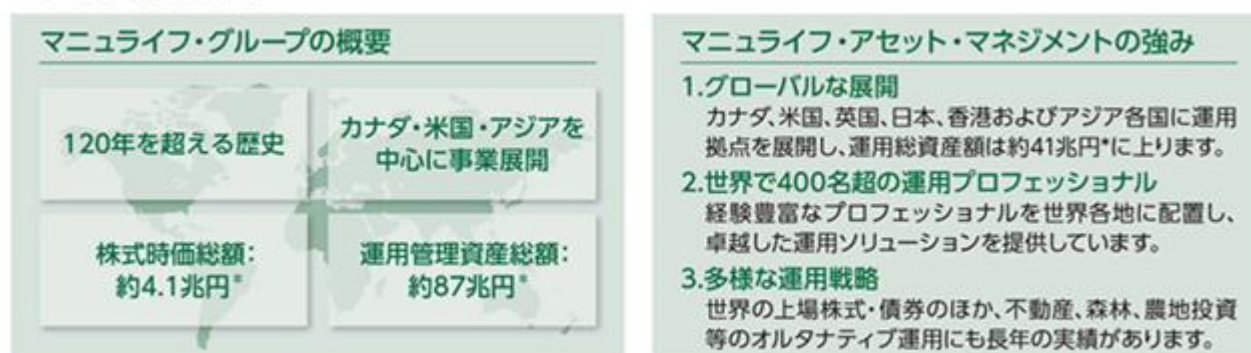 マニュライフ・グループの概要
120年を超える歴史
カナダ・米国・アジアを
中心に事業展開
株式時価総額:
約4.1兆円*
運用管理資産総額:
約87兆円*
マニュライフ・アセット・マネジメントの強み
1.グローバルな展開
カナダ、米国、英国、日本、香港およびアジア各国に運用
拠点を展開し、運用総資産額は約41兆円*に上ります。
2.世界で400名超の運用プロフェッショナル
経験豊富なプロフェッショナルを世界各地に配置し、
卓越した運用ソリューションを提供しています。
3.多様な運用戦略
世界の上場株式・債券のほか、不動産、森林、農地投資
等のオルタナティブ運用にも長年の実績があります。